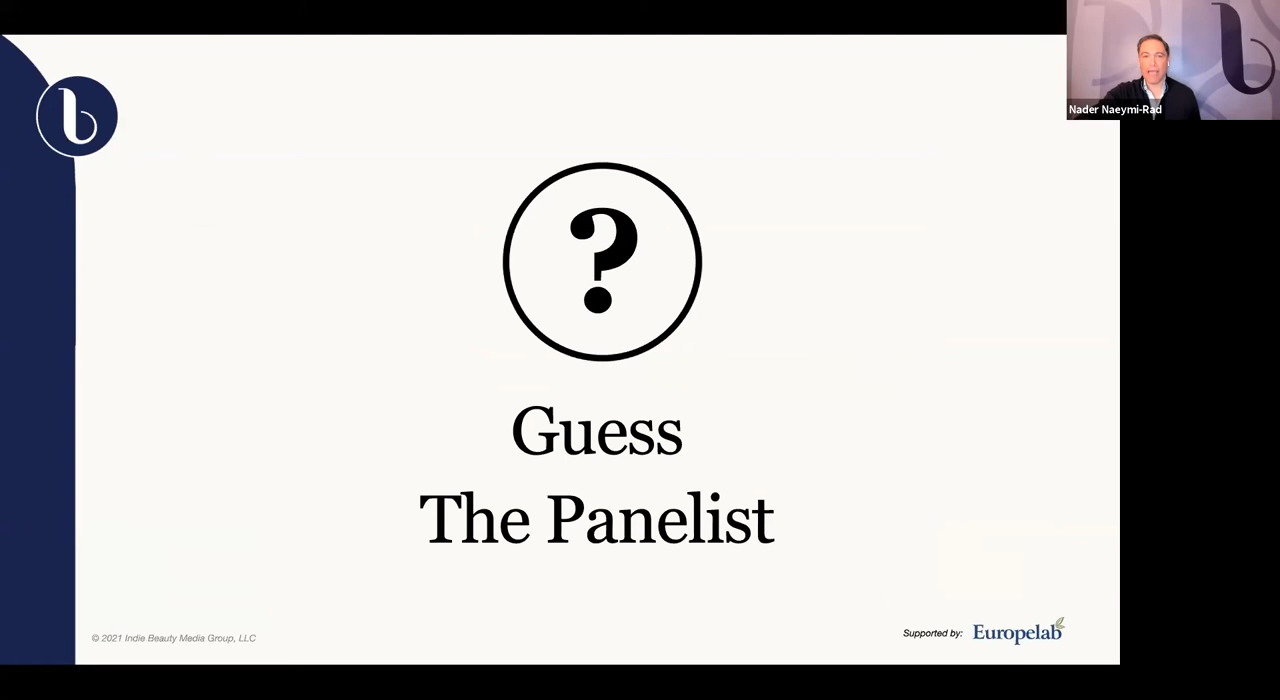 Nader Naeymi-Rad
b
?
Guess
The Panelist
© 2021 Indie Beauty Media Group, LLC
Supported by: Europelab